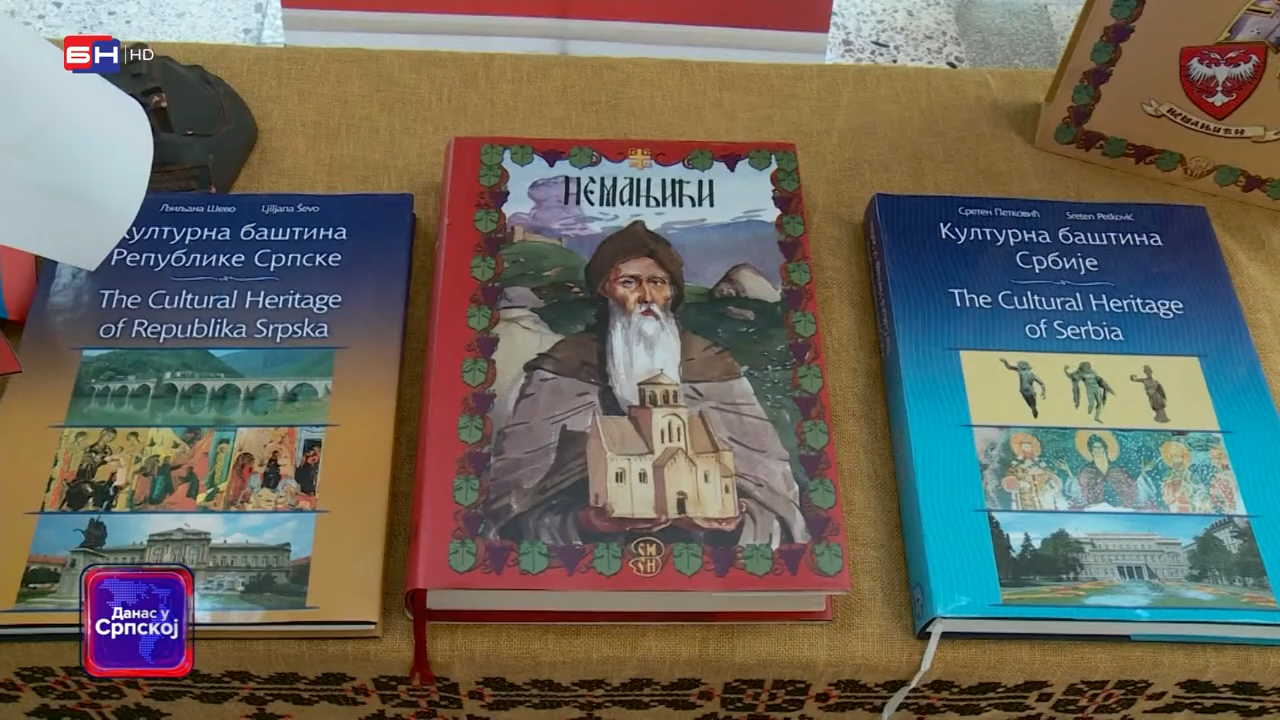 БН HD
Љиљана Шево Ljiljana Ševo
Културна баштина
Републике Српске
The Cultural Heritage
of Republika Srpska
НЕМАЊИЋИ
Сретен Петковић Sreten Petković
Културна баштина
Србије
The Cultural Heritage
of Serbia
НЕМАЊИЋИ
Данас у
Српској